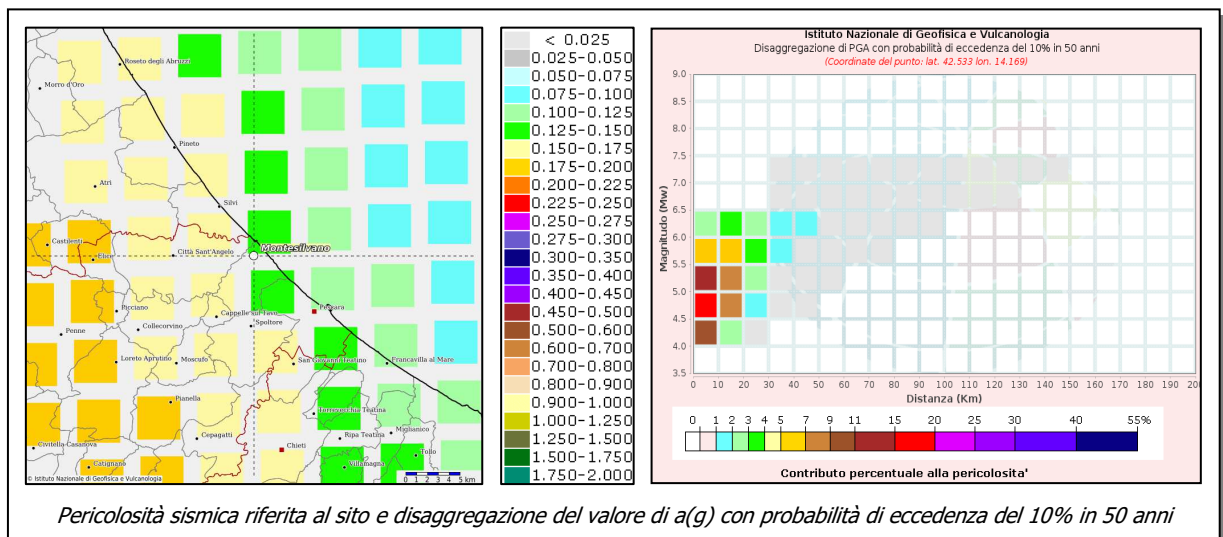 Roseto degli Abruzzi
Morro d'Oro
Pineto
Atri
Silvi
Castilenti
Elice
Città Sant'Angelo
Montesilvano
Picciano
Collecorvino
Cappelle sul Tavo
Spoltore
Pescara
Penne
Loreto Aprutino
Moscufo
San Giovanni Teatino
Francavilla al Mare
Pianella
Torrevecchia Teatina
Cepagatti
Miglianico
Civitella Casanova
Chieti
Ripa Teatina
Tollo
Catignano
Villamagna
© Istituto Nazionale di Geofisica e Vulcanologia
0 1 2 3 4 5 km
< 0.025
0.025-0.050
0.050-0.075
0.075-0.100
0.100-0.125
0.125-0.150
0.150-0.175
0.175-0.200
0.200-0.225
0.225-0.250
0.250-0.275
0.275-0.300
0.300-0.350
0.350-0.400
0.400-0.450
0.450-0.500
0.500-0.600
0.600-0.700
0.700-0.800
0.800-0.900
0.900-1.000
1.000-1.250
1.250-1.500
1.500-1.750
1.750-2.000
Istituto Nazionale di Geofisica e Vulcanologia
Disaggregazione di PGA con probabilità di eccedenza del 10% in 50 anni
(Coordinate del punto: lat. 42.533 lon. 14.169)
Magnitudo (Mw)
9.0
8.5
8.0
7.5
7.0
6.5
6.0
5.5
5.0
4.5
4.0
3.5
0 10 20 30 40 50 60 70 80 90 100 110 120 130 140 150 160 170 180 190 200
Distanza (Km)
0 1 2 3 4 5 7 9 11 15 20 25 30 40 55%
Contributo percentuale alla pericolosita'
Pericolosità sismica riferita al sito e disaggregazione del valore di a(g) con probabilità di eccedenza del 10% in 50 anni